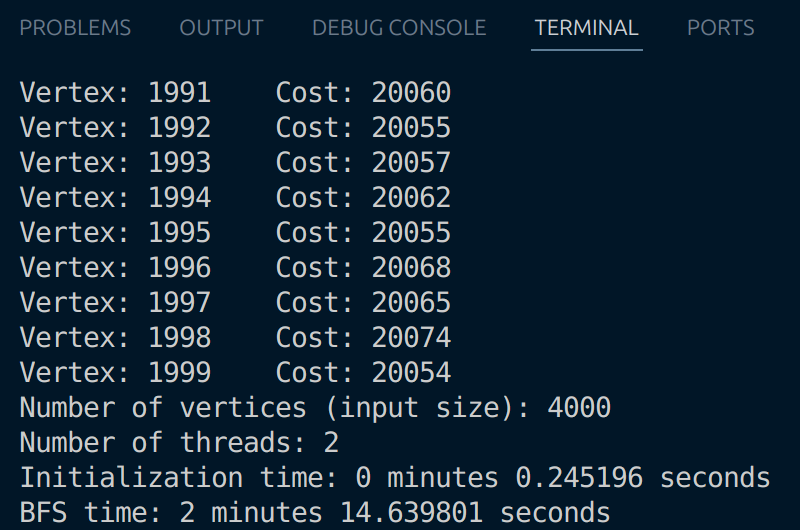 PROBLEMS OUTPUT DEBUG CONSOLE TERMINAL PORTS
Vertex: 1991 Cost: 20060
Vertex: 1992 Cost: 20055
Vertex: 1993 Cost: 20057
Vertex: 1994 Cost: 20062
Vertex: 1995 Cost: 20055
Vertex: 1996 Cost: 20068
Vertex: 1997 Cost: 20065
Vertex: 1998 Cost: 20074
Vertex: 1999 Cost: 20054
Number of vertices (input size): 4000
Number of threads: 2
Initialization time: 0 minutes 0.245196 seconds
BFS time: 2 minutes 14.639801 seconds